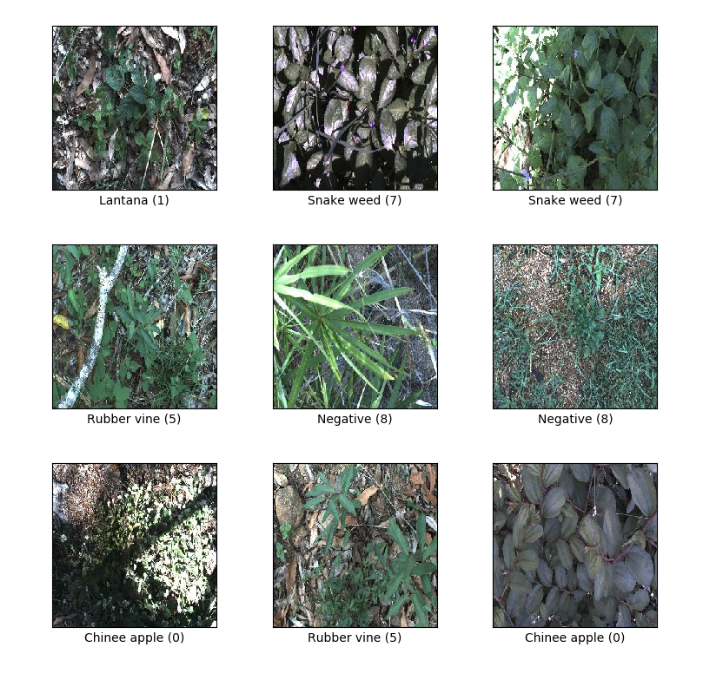 Lantana (1)
Snake weed (7)
Snake weed (7)
Rubber vine (5)
Negative (8)
Negative (8)
Chinee apple (0)
Rubber vine (5)
Chinee apple (0)